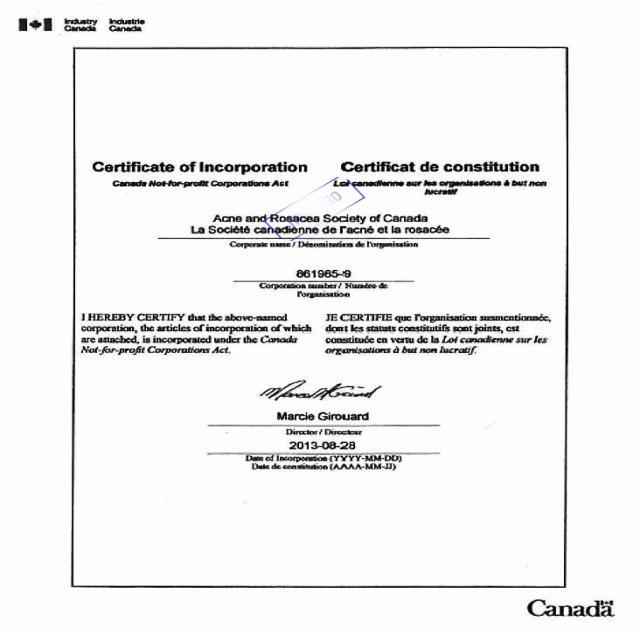 Industry Industrie
Canada Canada
Certificate of Incorporation
Canada Not-for-profit Corporations Act
Certificat de constitution
Loi canadienne sur les organisations à but non
lucratif
Acne and Rosacea Society of Canada
La Société canadienne de l'acné et la rosacée
Corporate name / Dénomination de l'organisation
861985-9
Corporation number / Numéro de
l'organisation
I HEREBY CERTIFY that the above-named
corporation, the articles of incorporation of which
are attached, is incorporated under the Canada
Not-for-profit Corporations Act.
JE CERTIFIE que l'organisation susmentionnée,
dont les statuts constitutifs sont joints, est
constituée en vertu de la Loi canadienne sur les
organisations à but non lucratif.
Marcie Girouard
Director / Directeur
2013-08-28
Date of Incorporation (YYYY-MM-DD)
Date de constitution (AAAA-MM-JJ)
Canada